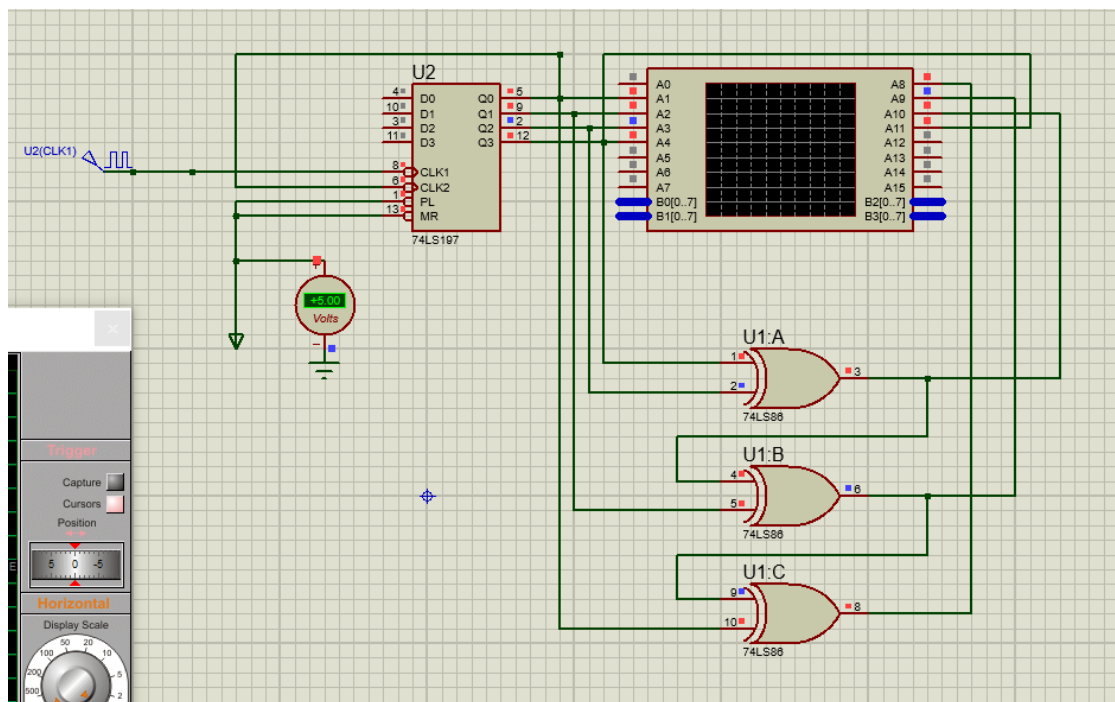 U2
4 D0 Q0 5
10 D1 Q1 9
3 D2 Q2 2
11 D3 Q3 12
8 CLK1
6 CLK2
1 PL
13 MR
74LS197
U2(CLK1)
A0 A8
A1 A9
A2 A10
A3 A11
A4 A12
A5 A13
A6 A14
A7 A15
B0[0..7] B2[0..7]
B1[0..7] B3[0..7]
+
+5.00
Volts
−
U1:A
1 3
2
74LS86
U1:B
4 6
5
74LS86
U1:C
9 8
10
74LS86
×
Trigger
Capture
Cursors
Position
5 0 -5
E
Horizontal
Display Scale
50 20
100 10
200 5
500 2